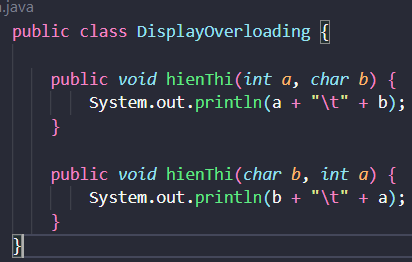 .java
public class DisplayOverloading {
public void hienThi(int a, char b) {
System.out.println(a + "\t" + b);
}
public void hienThi(char b, int a) {
System.out.println(b + "\t" + a);
}
}